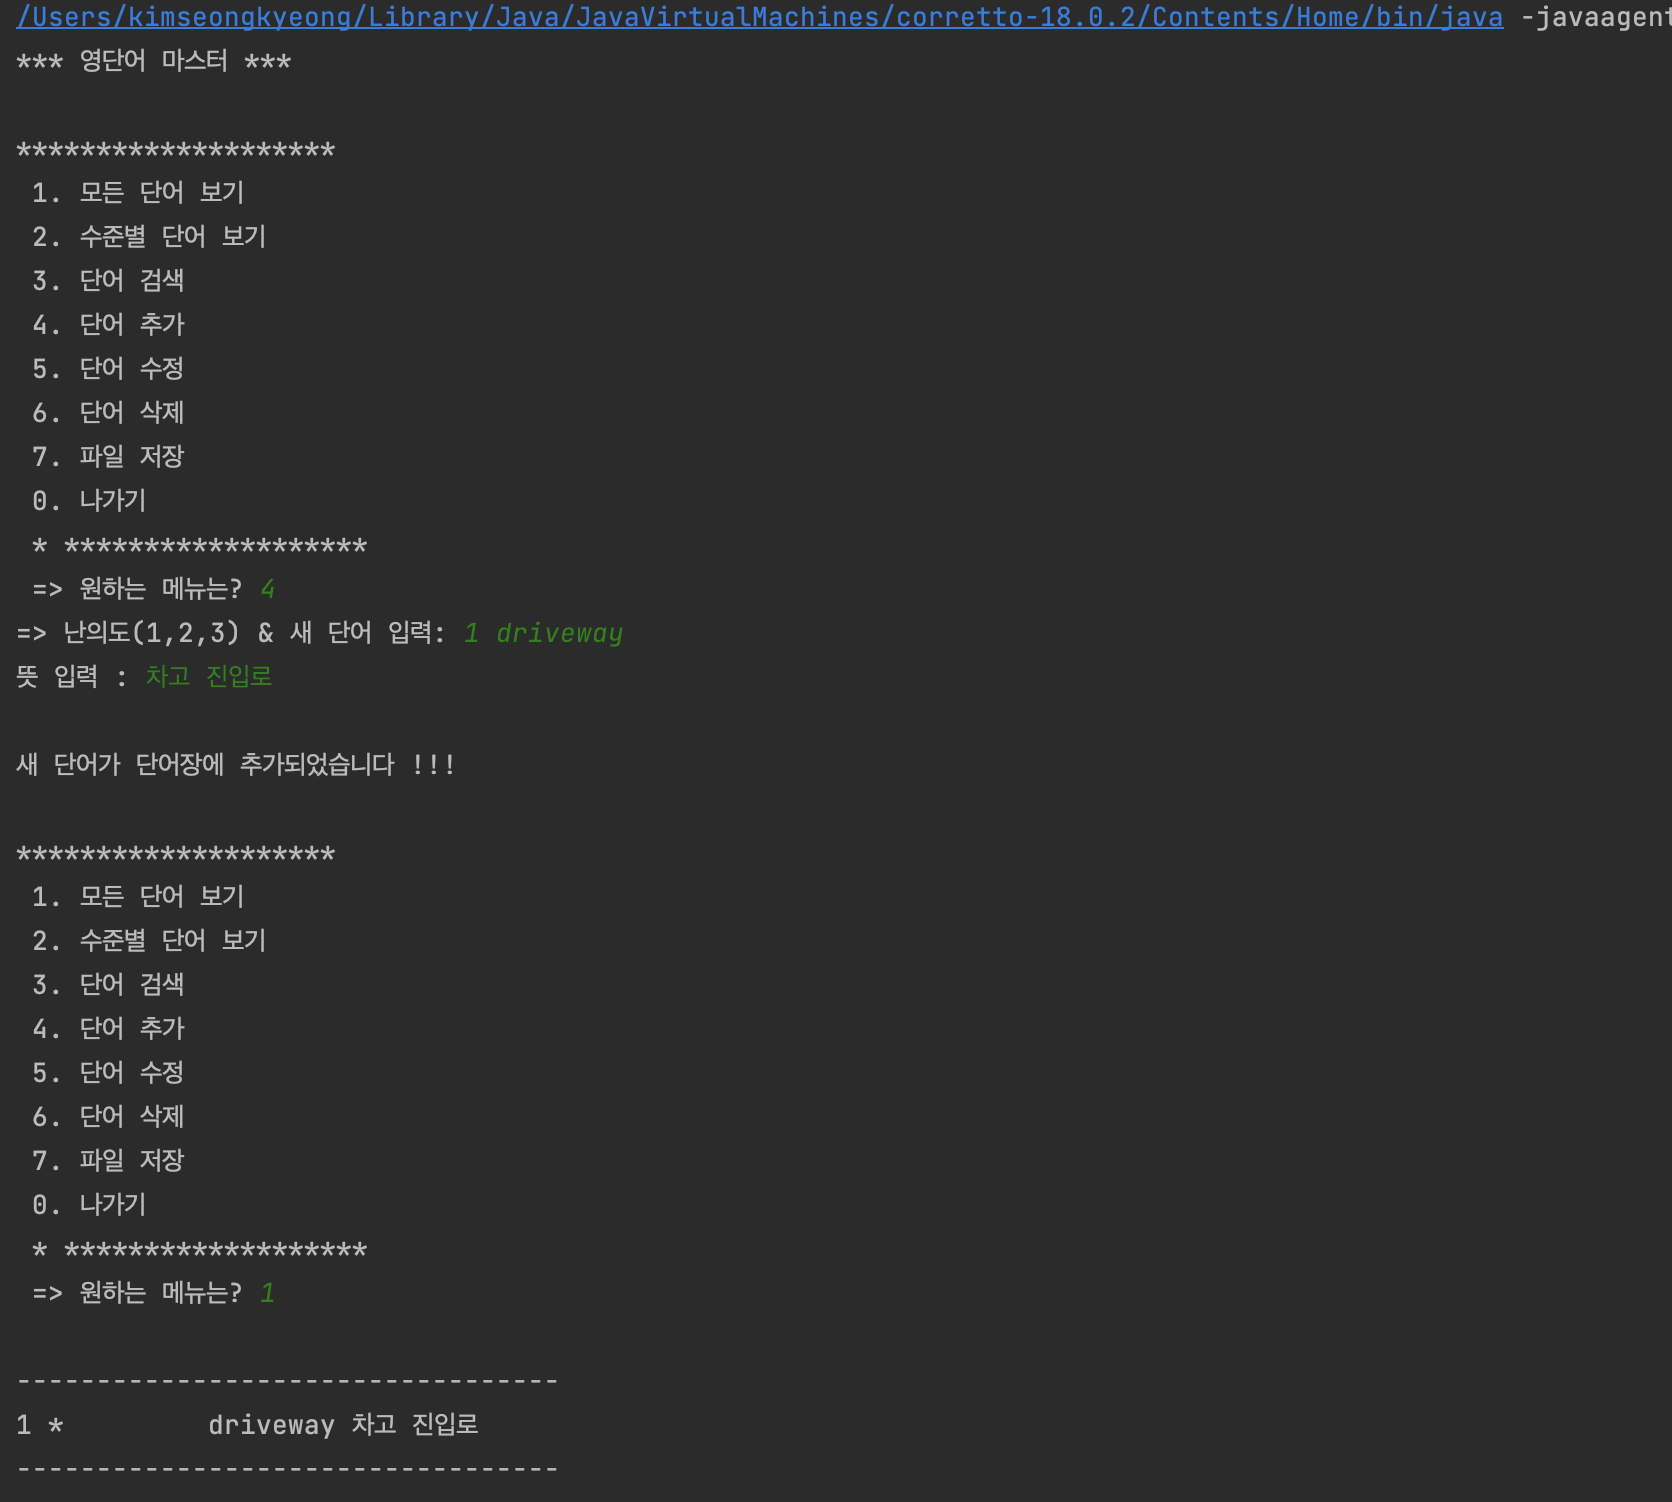 /Users/kimseongkyeong/Library/Java/JavaVirtualMachines/corretto-18.0.2/Contents/Home/bin/java -javaagent
*** 영단어 마스터 ***
********************
1. 모든 단어 보기
2. 수준별 단어 보기
3. 단어 검색
4. 단어 추가
5. 단어 수정
6. 단어 삭제
7. 파일 저장
0. 나가기
* *******************
=> 원하는 메뉴는? 4
=> 난의도(1,2,3) & 새 단어 입력: 1 driveway
뜻 입력 : 차고 진입로
새 단어가 단어장에 추가되었습니다 !!!
********************
1. 모든 단어 보기
2. 수준별 단어 보기
3. 단어 검색
4. 단어 추가
5. 단어 수정
6. 단어 삭제
7. 파일 저장
0. 나가기
* *******************
=> 원하는 메뉴는? 1
----------------------------------
1 *         driveway 차고 진입로
----------------------------------